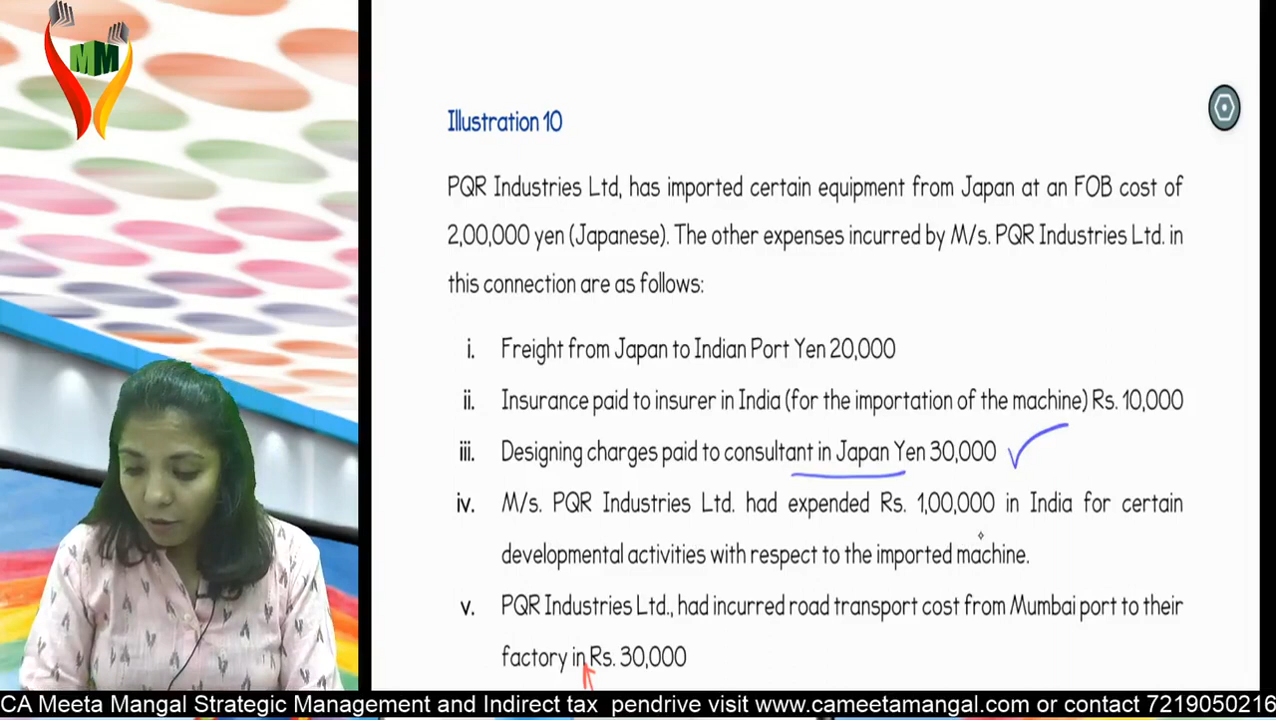 MM
Illustration 10
PQR Industries Ltd, has imported certain equipment from Japan at an FOB cost of
2,00,000 yen (Japanese). The other expenses incurred by M/s. PQR Industries Ltd. in
this connection are as follows:
i. Freight from Japan to Indian Port Yen 20,000
ii. Insurance paid to insurer in India (for the importation of the machine) Rs. 10,000
iii. Designing charges paid to consultant in Japan Yen 30,000
iv. M/s. PQR Industries Ltd. had expended Rs. 1,00,000 in India for certain
developmental activities with respect to the imported machine.
v. PQR Industries Ltd., had incurred road transport cost from Mumbai port to their
factory in Rs. 30,000
CA Meeta Mangal Strategic Management and Indirect tax pendrive visit www.cameetamangal.com or contact 7219050216